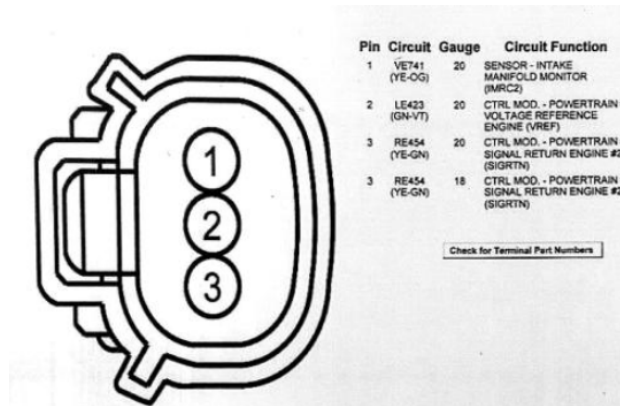 Pin Circuit Gauge Circuit Function
1 VE741 20 SENSOR - INTAKE
(YE-OG) MANIFOLD MONITOR
(IMRC2)
2 LE423 20 CTRL MOD. - POWERTRAIN
(GN-VT) VOLTAGE REFERENCE
ENGINE (VREF)
3 RE454 20 CTRL MOD. - POWERTRAIN
(YE-GN) SIGNAL RETURN ENGINE #2
(SIGRTN)
3 RE454 18 CTRL MOD. - POWERTRAIN
(YE-GN) SIGNAL RETURN ENGINE #2
(SIGRTN)
Check for Terminal Part Numbers
1
2
3